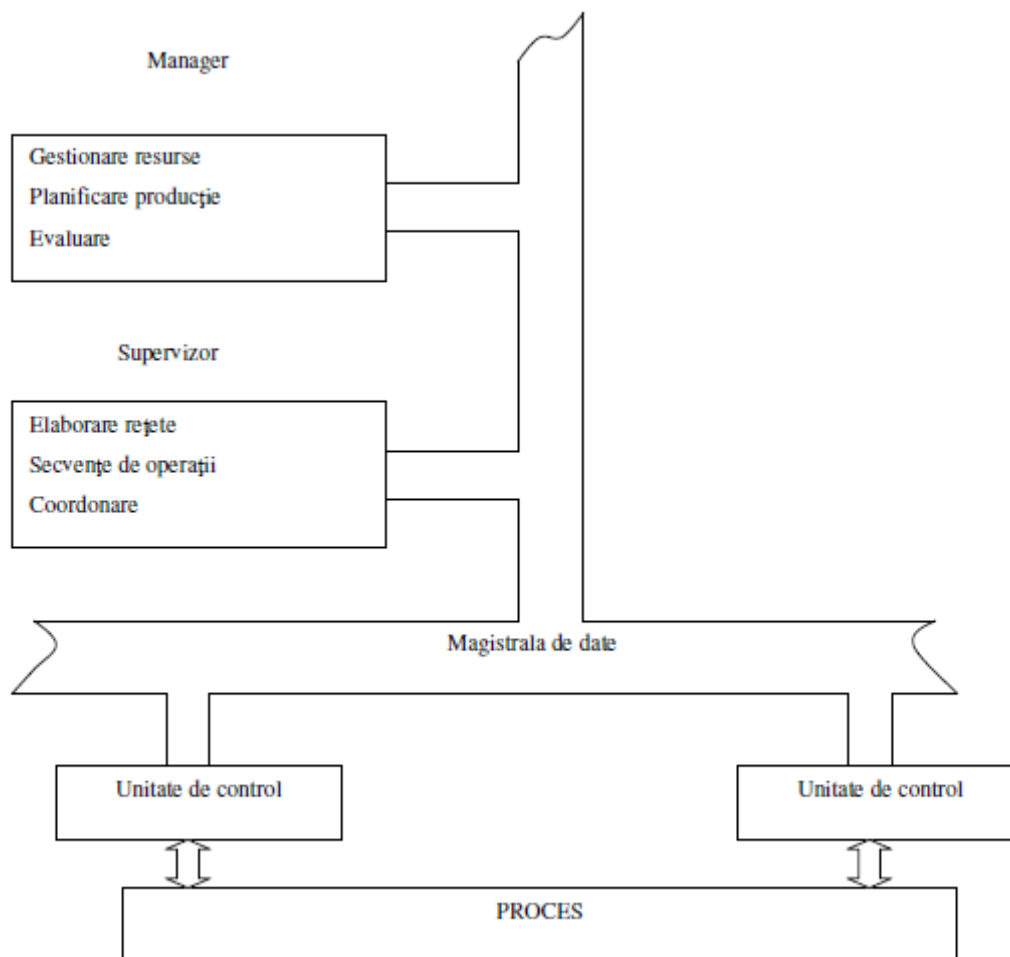 Manager
Gestionare resurse
Planificare producţie
Evaluare
Supervizor
Elaborare reţete
Secvenţe de operaţii
Coordonare
Magistrala de date
Unitate de control
Unitate de control
PROCES